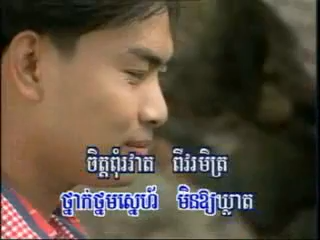 ចិត្តពុំរវាត ពីវរមិត្រ
ថ្នាក់ថ្នមស្នេហ៍ មិនឱ្យឃ្លាត